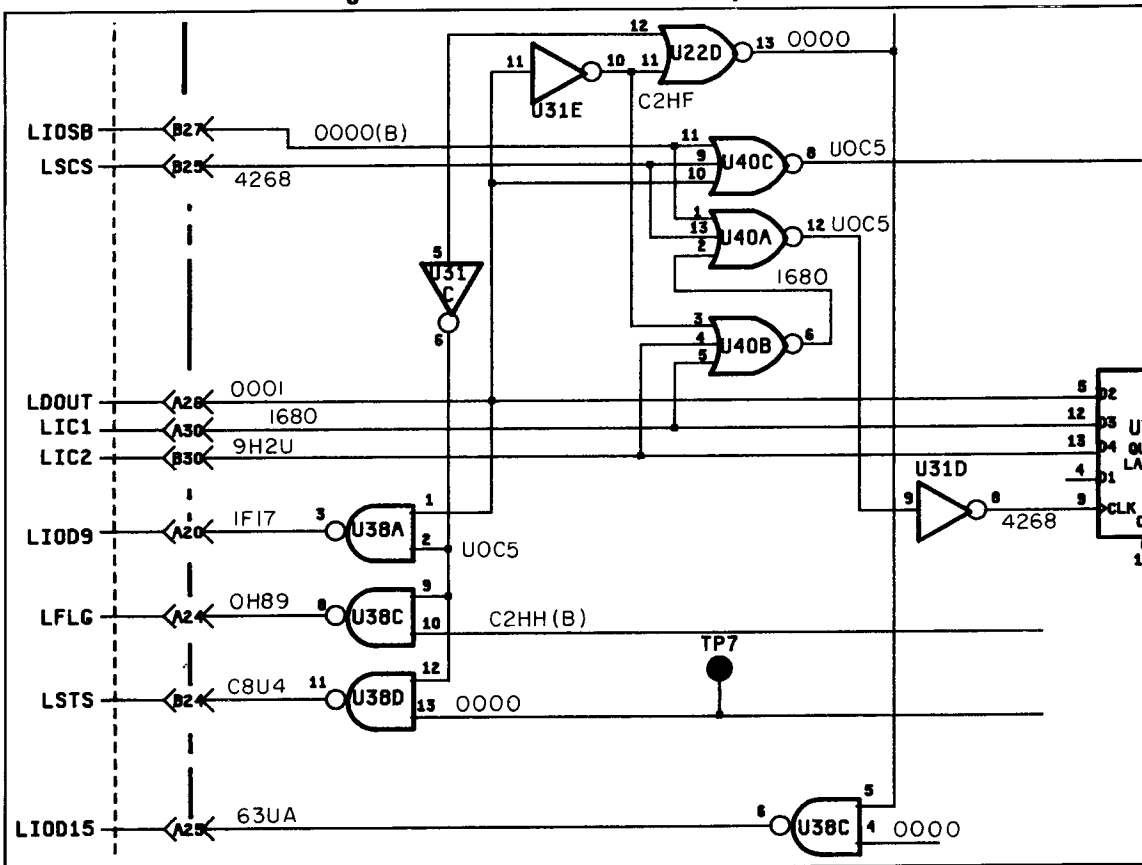 12 U22D 13 0000
11 U31E 10 11
C2HF
LIOSB B27 0000(B)
11 9 10 U40C 8 UOC5
LSCS B25 4268
1 13 2 U40A 12 UOC5
5 U31 C 6
1680
3 4 5 U40B 6
LDOUT A28 0001 5 D2
LIC1 A30 1680 12 D3
LIC2 B30 9H2U 13 D4
4 D1
U31D
9 8 4268 9 CLK
LIOD9 A20 1F17 3 U38A 1 2 UOC5
LFLG A24 OH89 8 U38C 9 10 C2HH(B)
TP7
LSTS B24 C8U4 11 U38D 12 13 0000
LIOD15 A25 63UA 6 U38C 5 4 0000